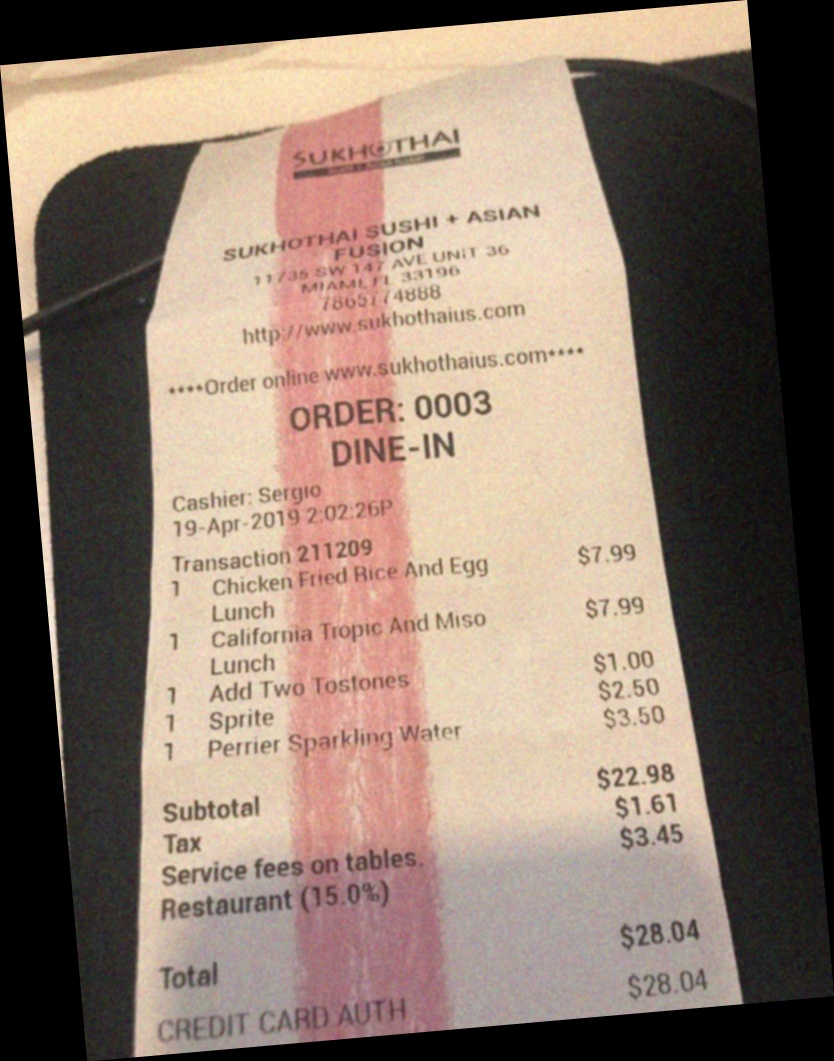 SUKHOTHAI
SUKHOTHAI SUSHI + ASIAN
FUSION
11735 SW 147 AVE UNIT 36
MIAMI, FL 33196
7865774888
http://www.sukhothaius.com
****Order online www.sukhothaius.com****
ORDER: 0003
DINE-IN
Cashier: Sergio
19-Apr-2019 2:02:26P
Transaction 211209
1 Chicken Fried Rice And Egg $7.99
Lunch
1 California Tropic And Miso $7.99
Lunch
1 Add Two Tostones $1.00
1 Sprite $2.50
1 Perrier Sparkling Water $3.50
Subtotal $22.98
Tax $1.61
Service fees on tables. $3.45
Restaurant (15.0%)
Total $28.04
CREDIT CARD AUTH $28.04